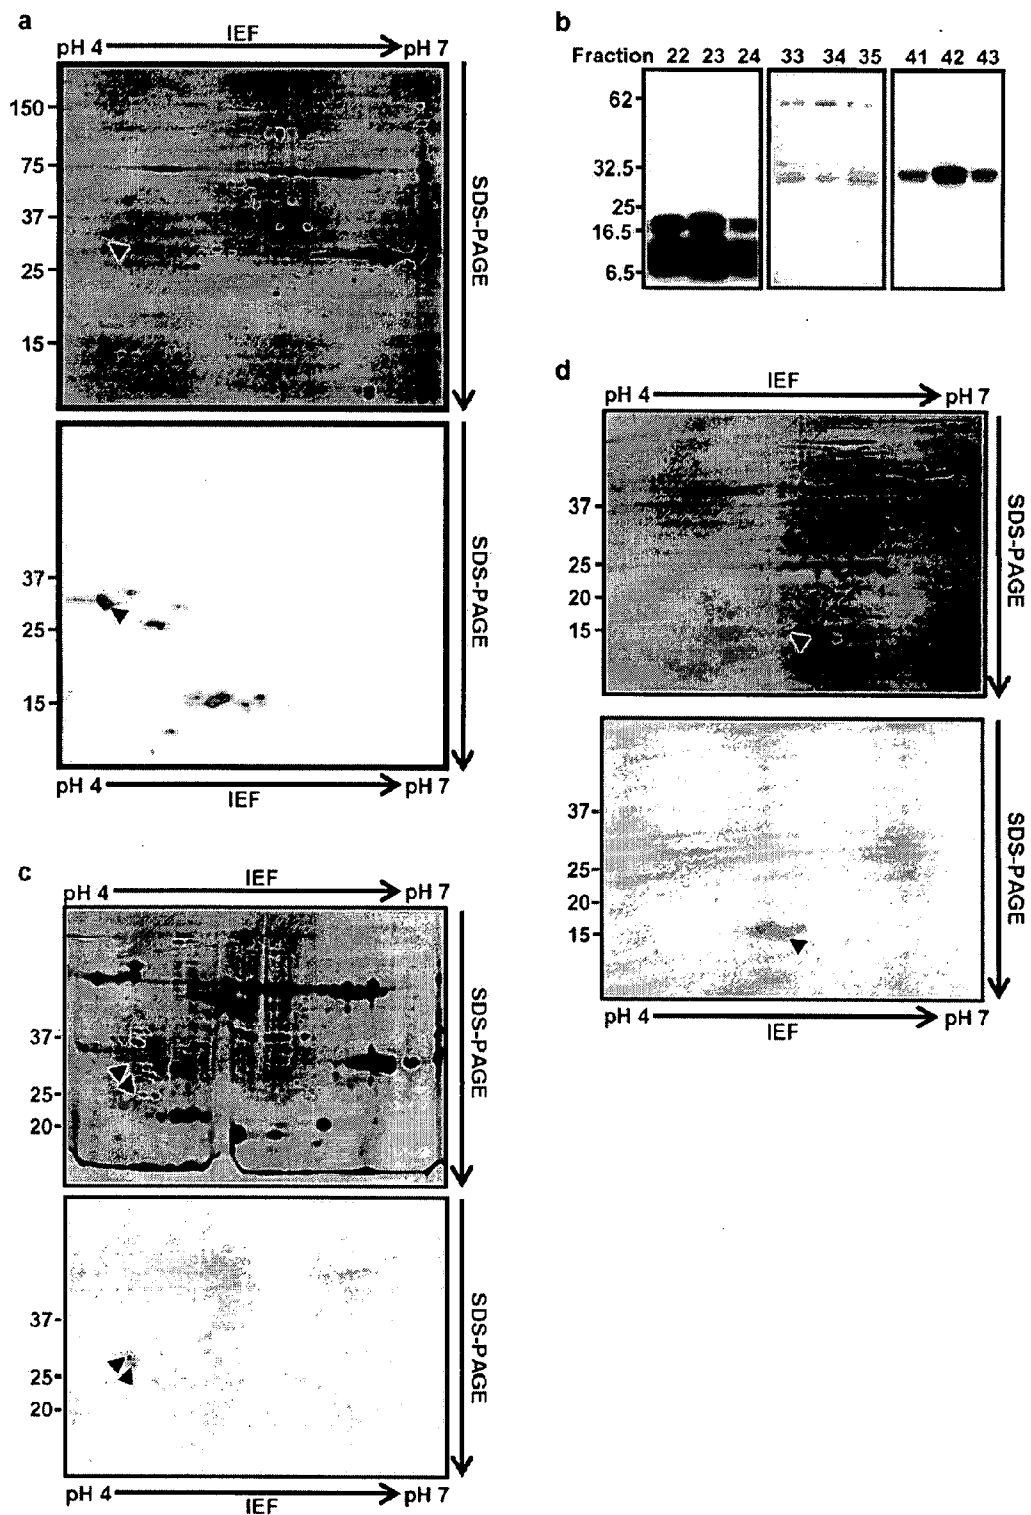 a
IEF
pH 4 pH 7
150
75
37
25
15
SDS-PAGE
37
25
15
SDS-PAGE
pH 4 pH 7
IEF
b
Fraction 22 23 24 33 34 35 41 42 43
62
32.5
25
16.5
6.5
c
IEF
pH 4 pH 7
37
25
20
SDS-PAGE
37
25
20
SDS-PAGE
pH 4 pH 7
IEF
d
IEF
pH 4 pH 7
37
25
20
15
SDS-PAGE
37
25
20
15
SDS-PAGE
pH 4 pH 7
IEF